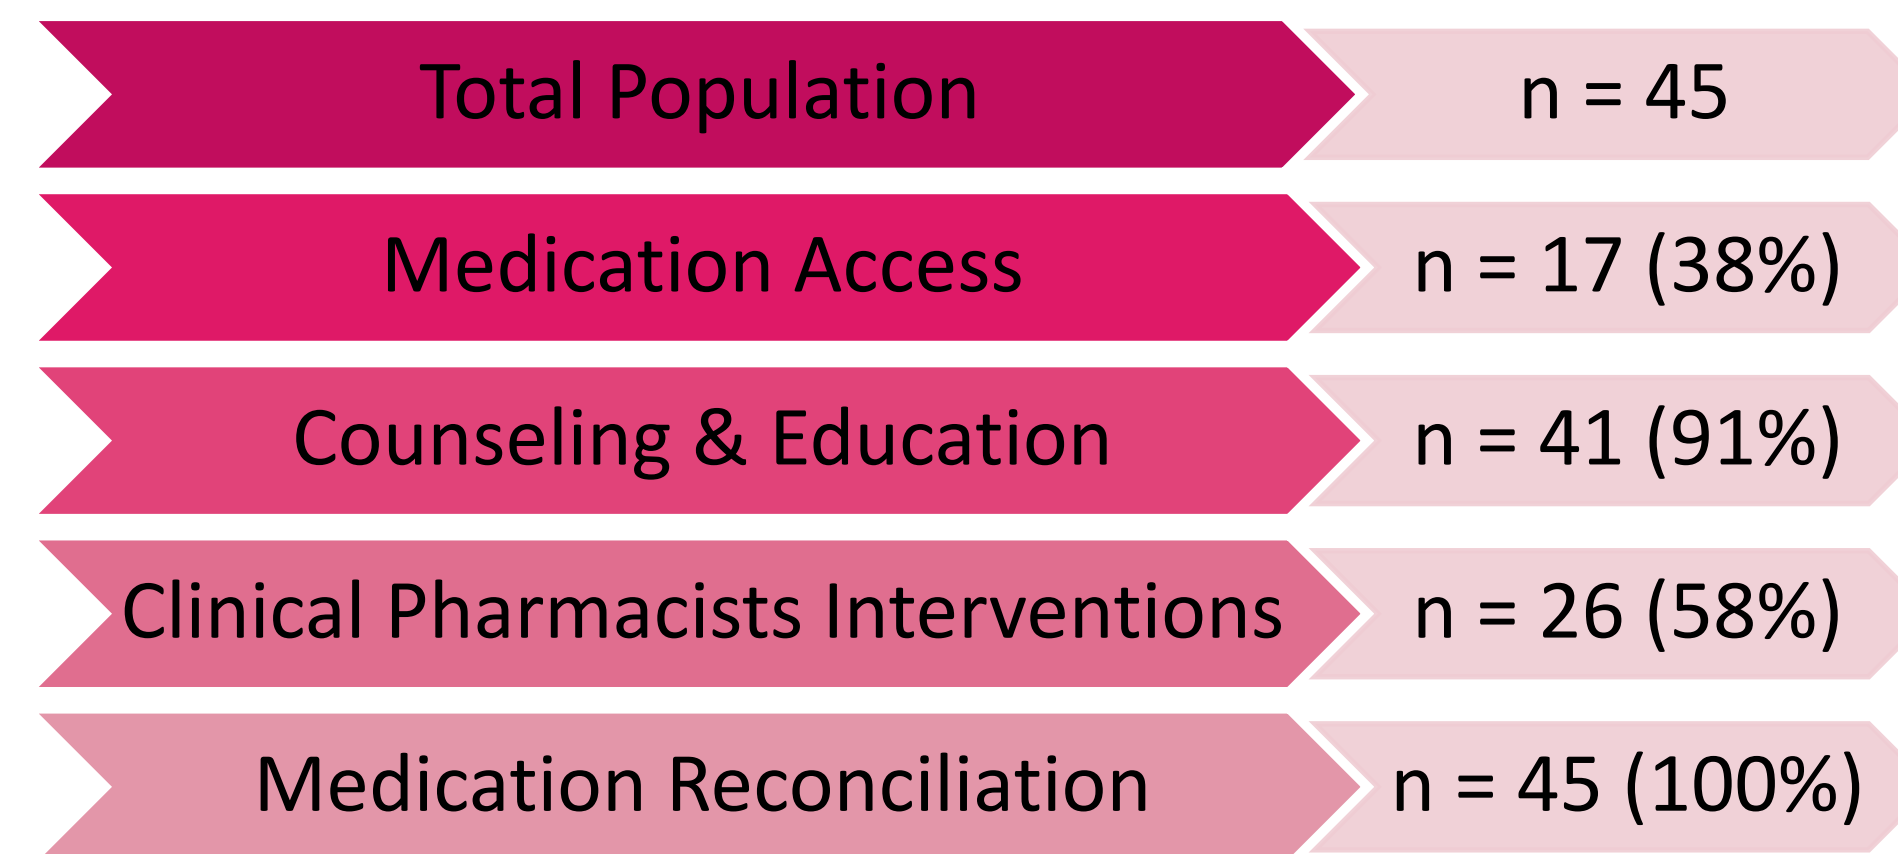 Total Population
n = 45
Medication Access
n = 17 (38%)
Counseling & Education
n = 41 (91%)
Clinical Pharmacists Interventions
n = 26 (58%)
Medication Reconciliation
n = 45 (100%)